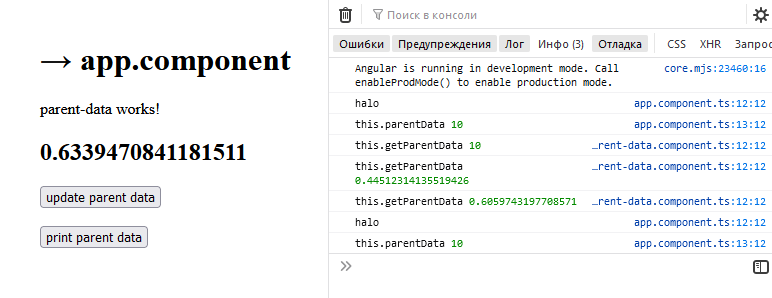 → app.component
parent-data works!
0.6339470841181511
update parent data
print parent data
Поиск в консоли
Ошибки Предупреждения Лог Инфо (3) Отладка CSS XHR Запрос
Angular is running in development mode. Call core.mjs:23460:16
enableProdMode() to enable production mode.
halo app.component.ts:12:12
this.parentData 10 app.component.ts:13:12
this.getParentData 10 …rent-data.component.ts:12:12
this.getParentData …rent-data.component.ts:12:12
0.44512314135519426
this.getParentData 0.6059743197708571 …rent-data.component.ts:12:12
halo app.component.ts:12:12
this.parentData 10 app.component.ts:13:12